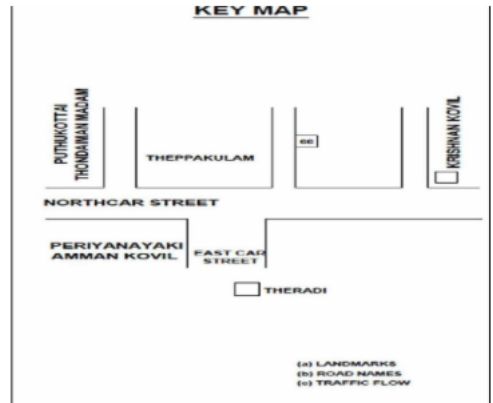 KEY MAP
PUTHUKOTTAI
THONDAIMAN MADAM
THEPPAKULAM
66
KRISHNAN KOVIL
NORTHCAR STREET
PERIYANAYAKI
AMMAN KOVIL
EAST CAR
STREET
THERADI
(a) LANDMARKS
(b) ROAD NAMES
(c) TRAFFIC FLOW